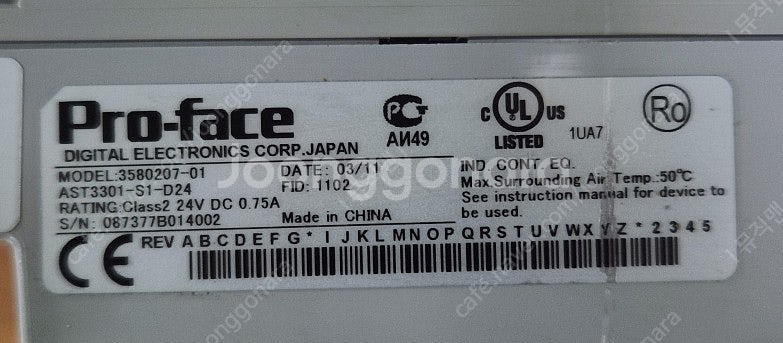 Pro-face
DIGITAL ELECTRONICS CORP.JAPAN
MODEL:3580207-01
AST3301-S1-D24
RATING:Class2 24V DC 0.75A
S/N: 087377B014002
DATE: 03/11
FID: 1102
Made in CHINA
PG
АИ49
c UL US
LISTED
1UA7
Ro
IND. CONT. EQ.
Max.Surrounding Air Temp.:50°C
See instruction manual for device to
be used.
CE
REV A B C D E F G * I J K L M N O P Q R S T U V W X Y Z * 2 3 4 5
Joonggonara